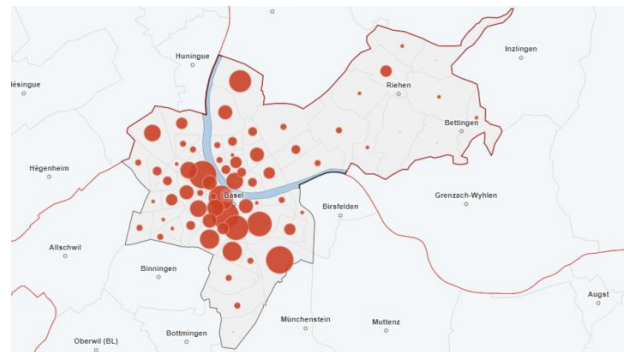 Huningue
Inzlingen
ésingue
Riehen
Bettingen
Hégenheim
Basel
Grenzach-Wyhlen
Birsfelden
Allschwil
Binningen
Augst
Münchenstein
Muttenz
Bottmingen
Oberwil (BL)